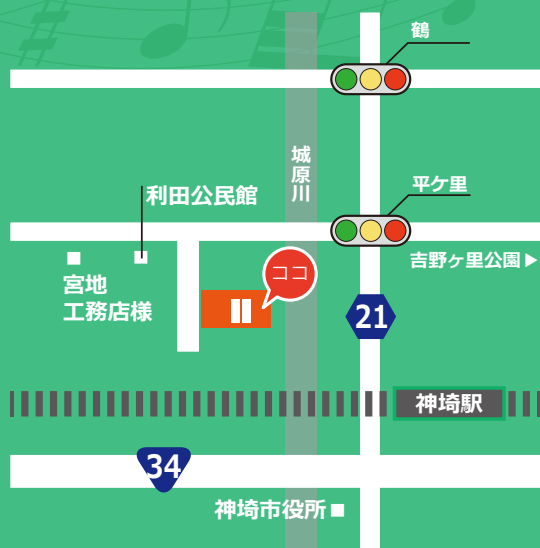 鶴
城原川
平ケ里
利田公民館
吉野ヶ里公園▶
ココ
宮地
工務店様
21
神埼駅
34
神埼市役所